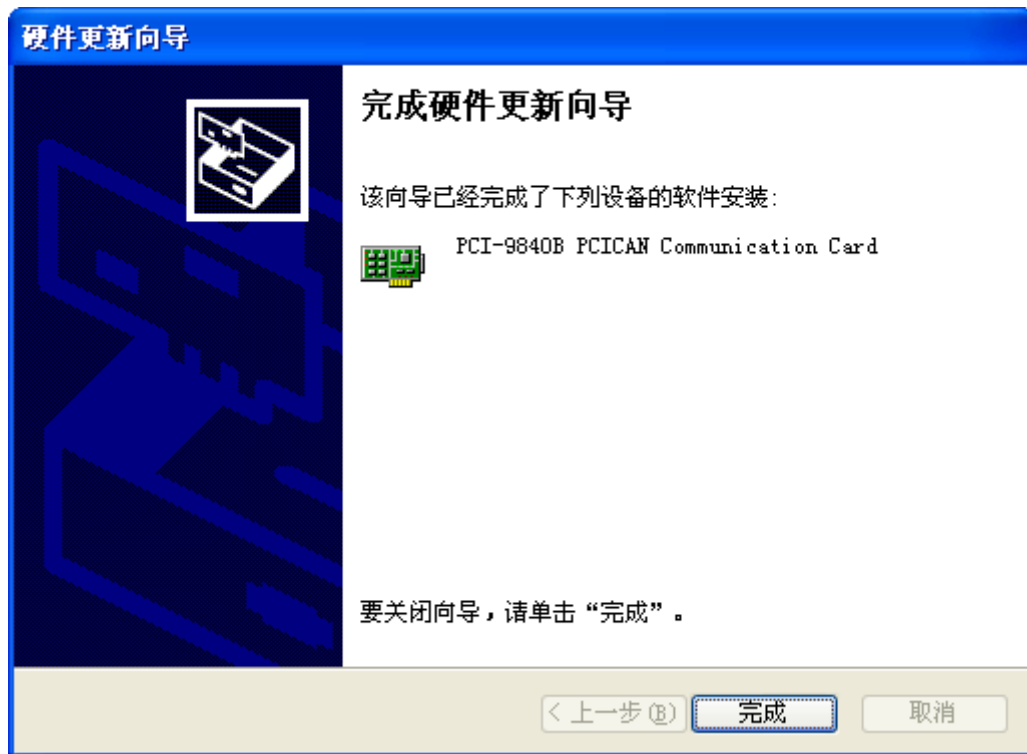 硬件更新向导
完成硬件更新向导
该向导已经完成了下列设备的软件安装:
PCI-9840B PCICAN Communication Card
要关闭向导，请单击“完成”。
< 上一步(B)
完成
取消